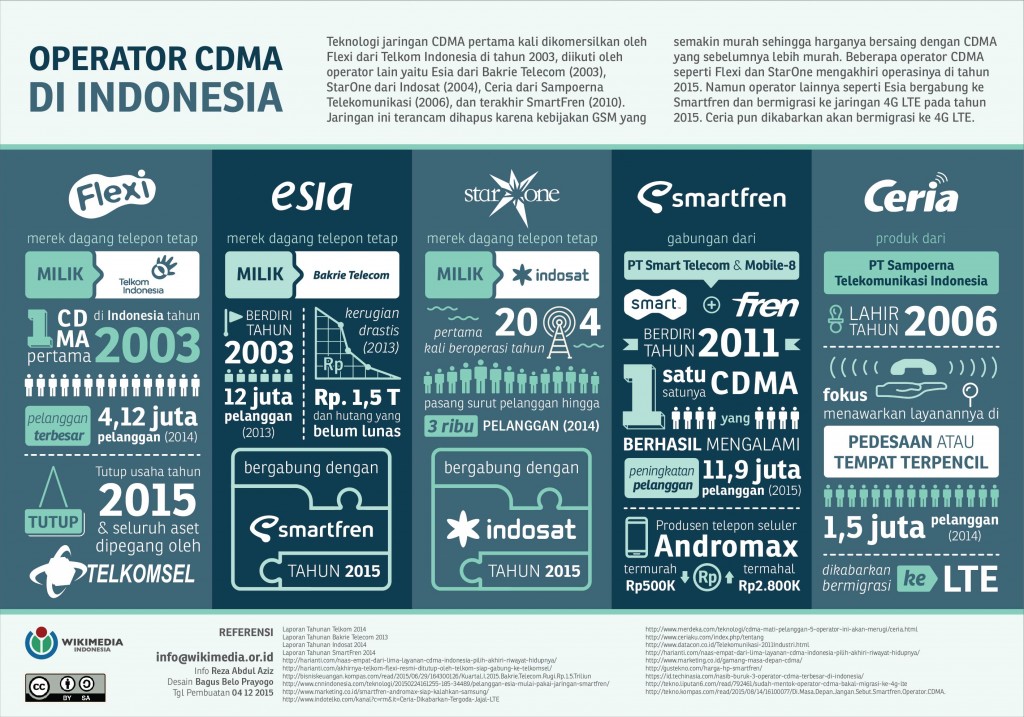 OPERATOR CDMA
DI INDONESIA
Teknologi jaringan CDMA pertama kali dikomersilkan oleh
Flexi dari Telkom Indonesia di tahun 2003, diikuti oleh
operator lain yaitu Esia dari Bakrie Telecom (2003),
StarOne dari Indosat (2004), Ceria dari Sampoerna
Telekomunikasi (2006), dan terakhir SmartFren (2010).
Jaringan ini terancam dihapus karena kebijakan GSM yang
semakin murah sehingga harganya bersaing dengan CDMA
yang sebelumnya lebih murah. Beberapa operator CDMA
seperti Flexi dan StarOne mengakhiri operasinya di tahun
2015. Namun operator lainnya seperti Esia bergabung ke
Smartfren dan bermigrasi ke jaringan 4G LTE pada tahun
2015. Ceria pun dikabarkan akan bermigrasi ke 4G LTE.
Flexi
merek dagang telepon tetap
MILIK
Telkom
Indonesia
1 CD
MA
pertama
di Indonesia tahun
2003
pelanggan
terbesar
4,12 juta
pelanggan (2014)
TUTUP
Tutup usaha tahun
2015
& seluruh aset
dipegang oleh
TELKOMSEL
esia
merek dagang telepon tetap
MILIK
Bakrie Telecom
BERDIRI
TAHUN
2003
12 juta
pelanggan
(2013)
kerugian
drastis
(2013)
Rp
Rp. 1,5 T
dan hutang yang
belum lunas
bergabung dengan
smartfren
TAHUN 2015
star one
merek dagang telepon tetap
MILIK
indosat
pertama 20 4
kali beroperasi tahun
pasang surut pelanggan hingga
3 ribu PELANGGAN (2014)
bergabung dengan
indosat
TAHUN 2015
smartfren
gabungan dari
PT Smart Telecom & Mobile-8
smart. + fren
BERDIRI
TAHUN
2011
1 satu
satunya
CDMA
yang
BERHASIL MENGALAMI
peningkatan
pelanggan
11,9 juta
pelanggan (2015)
Produsen telepon seluler
Andromax
termurah
Rp500K
Rp
termahal
Rp2.800K
Ceria
produk dari
PT Sampoerna
Telekomunikasi Indonesia
LAHIR
TAHUN
2006
fokus
menawarkan layanannya di
PEDESAAN ATAU
TEMPAT TERPENCIL
1,5 juta
pelanggan
(2014)
dikabarkan
bermigrasi
ke LTE
WIKIMEDIA
INDONESIA
cc BY SA
REFERENSI
info@wikimedia.or.id
Info Reza Abdul Aziz
Desain Bagus Belo Prayogo
Tgl Pembuatan 04 12 2015
Laporan Tahunan Telkom 2014
Laporan Tahunan Bakrie Telecom 2013
Laporan Tahunan Indosat 2014
Laporan Tahunan SmartFren 2014